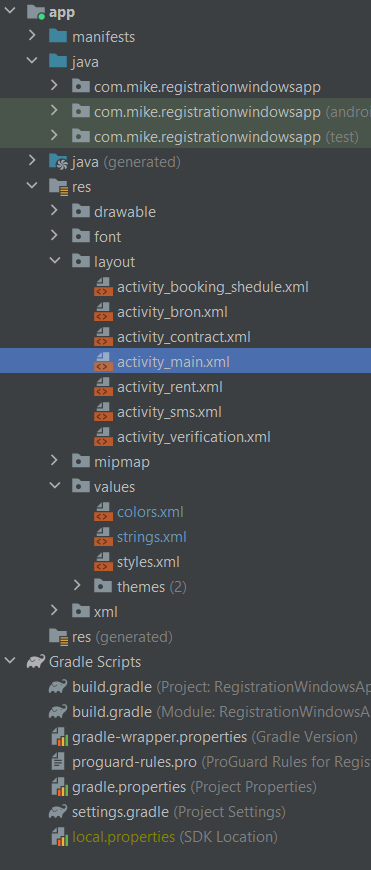 app
manifests
java
com.mike.registrationwindowsapp
com.mike.registrationwindowsapp (andro
com.mike.registrationwindowsapp (test)
java (generated)
res
drawable
font
layout
activity_booking_shedule.xml
activity_bron.xml
activity_contract.xml
activity_main.xml
activity_rent.xml
activity_sms.xml
activity_verification.xml
mipmap
values
colors.xml
strings.xml
styles.xml
themes (2)
xml
res (generated)
Gradle Scripts
build.gradle (Project: RegistrationWindowsAp
build.gradle (Module: RegistrationWindowsA
gradle-wrapper.properties (Gradle Version)
proguard-rules.pro (ProGuard Rules for Regist
gradle.properties (Project Properties)
settings.gradle (Project Settings)
local.properties (SDK Location)